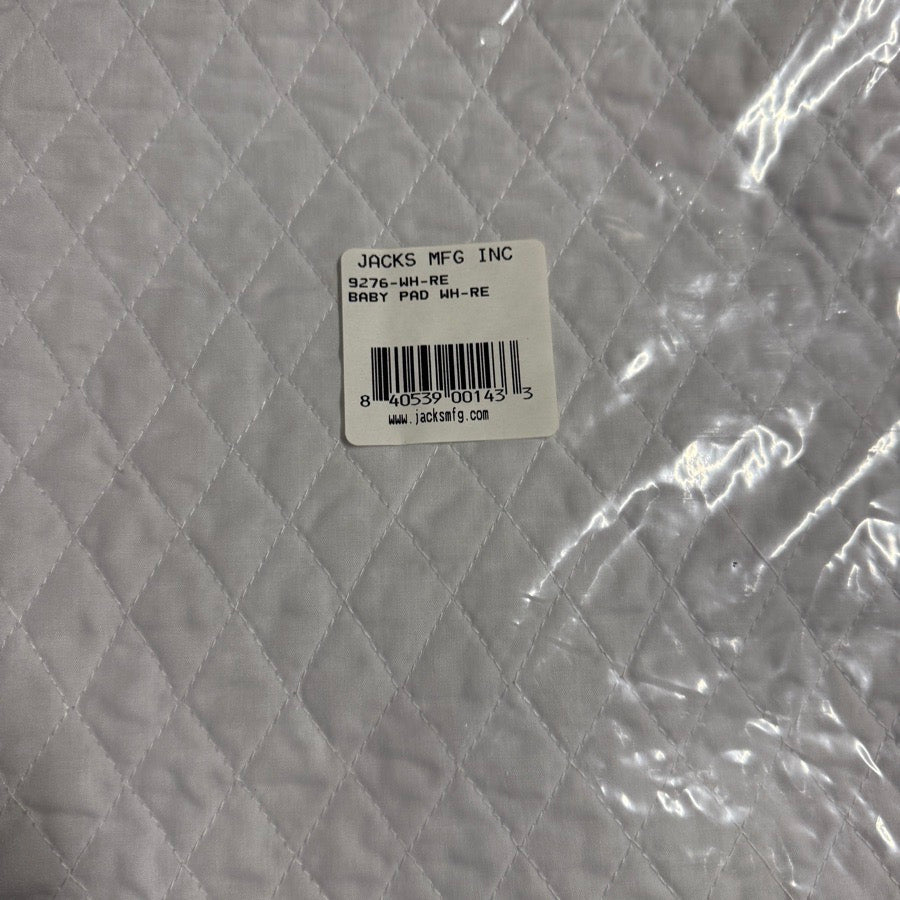 JACKS MFG INC
9276-WH-RE
BABY PAD WH-RE
8 40539 00143 3
www.jacksmfg.com